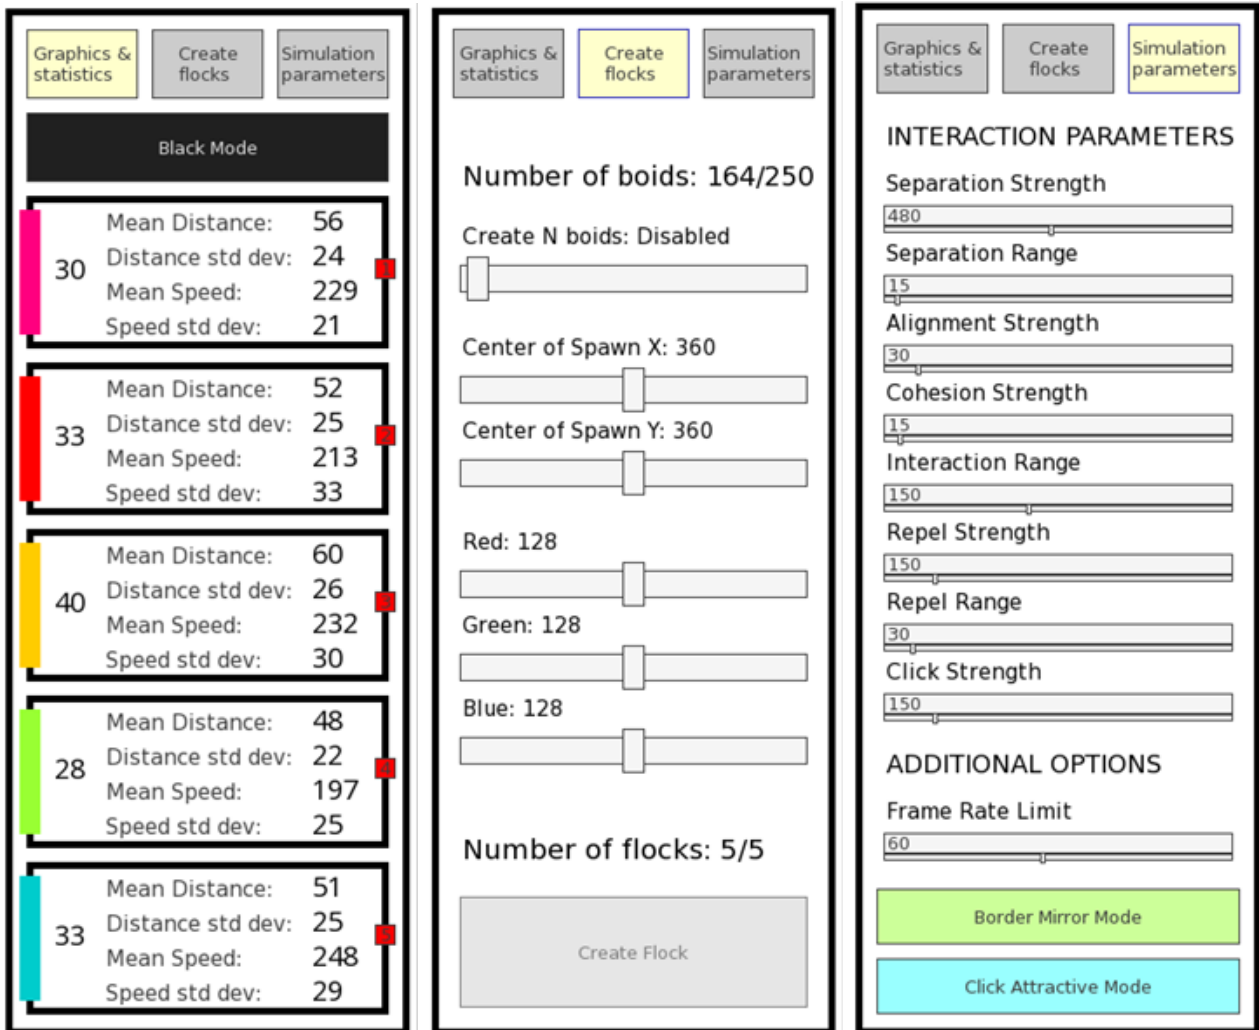 Graphics &
statistics
Create
flocks
Simulation
parameters
Black Mode
30
Mean Distance: 56
Distance std dev: 24
Mean Speed: 229
Speed std dev: 21
1
33
Mean Distance: 52
Distance std dev: 25
Mean Speed: 213
Speed std dev: 33
2
40
Mean Distance: 60
Distance std dev: 26
Mean Speed: 232
Speed std dev: 30
3
28
Mean Distance: 48
Distance std dev: 22
Mean Speed: 197
Speed std dev: 25
4
33
Mean Distance: 51
Distance std dev: 25
Mean Speed: 248
Speed std dev: 29
5
Graphics &
statistics
Create
flocks
Simulation
parameters
Number of boids: 164/250
Create N boids: Disabled
Center of Spawn X: 360
Center of Spawn Y: 360
Red: 128
Green: 128
Blue: 128
Number of flocks: 5/5
Create Flock
Graphics &
statistics
Create
flocks
Simulation
parameters
INTERACTION PARAMETERS
Separation Strength
480
Separation Range
15
Alignment Strength
30
Cohesion Strength
15
Interaction Range
150
Repel Strength
150
Repel Range
30
Click Strength
150
ADDITIONAL OPTIONS
Frame Rate Limit
60
Border Mirror Mode
Click Attractive Mode